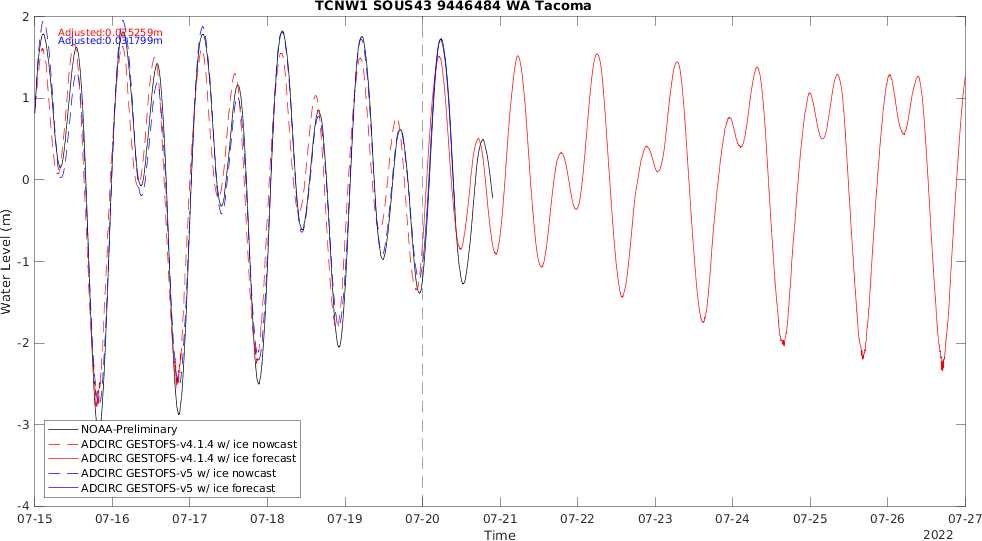 TCNW1 SOUS43 9446484 WA Tacoma
Adjusted:0.025259m
Adjusted:0.031799m
2
1
0
-1
-2
-3
-4
Water Level (m)
NOAA-Preliminary
ADCIRC GESTOFS-v4.1.4 w/ ice nowcast
ADCIRC GESTOFS-v4.1.4 w/ ice forecast
ADCIRC GESTOFS-v5 w/ ice nowcast
ADCIRC GESTOFS-v5 w/ ice forecast
07-15 07-16 07-17 07-18 07-19 07-20 07-21 07-22 07-23 07-24 07-25 07-26 07-27
Time
2022